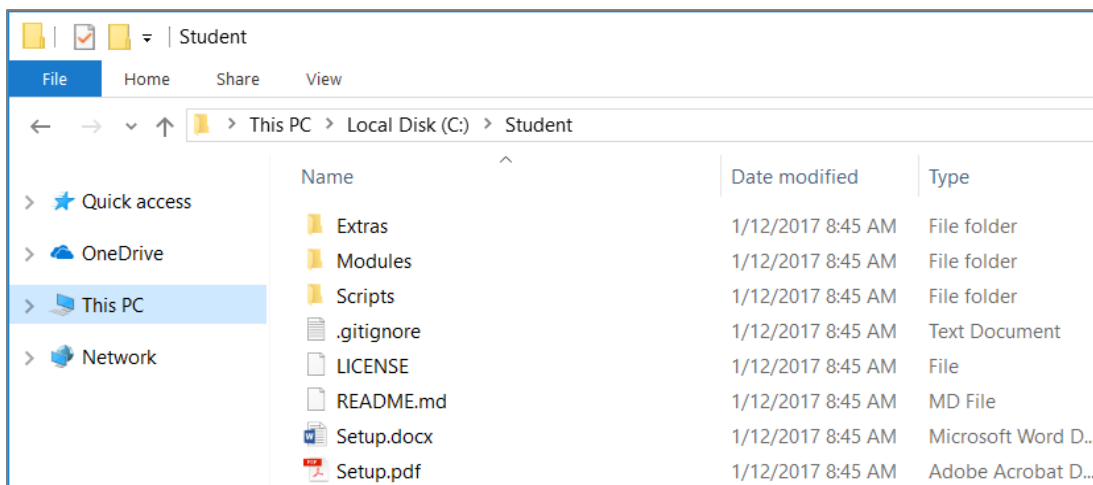 Student
File Home Share View
This PC > Local Disk (C:) > Student
Name Date modified Type
Quick access
OneDrive
This PC
Network
Extras 1/12/2017 8:45 AM File folder
Modules 1/12/2017 8:45 AM File folder
Scripts 1/12/2017 8:45 AM File folder
.gitignore 1/12/2017 8:45 AM Text Document
LICENSE 1/12/2017 8:45 AM File
README.md 1/12/2017 8:45 AM MD File
Setup.docx 1/12/2017 8:45 AM Microsoft Word D...
Setup.pdf 1/12/2017 8:45 AM Adobe Acrobat D...